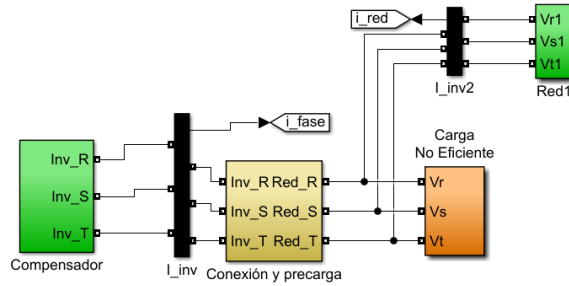 i_red
Vr1
Vs1
Vt1
I_inv2
Red1
i_fase
Carga
No Eficiente
Inv_R
Inv_S
Inv_T
Compensador
I_inv
Inv_R Red_R
Inv_S Red_S
Inv_T Red_T
Conexión y precarga
Vr
Vs
Vt